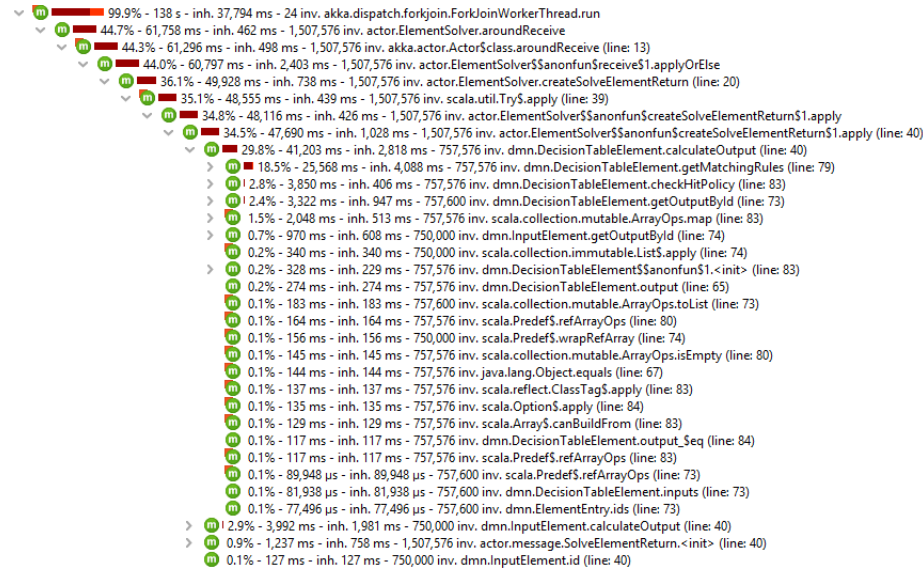 m 99.9% - 138 s - inh. 37,794 ms - 24 inv. akka.dispatch.forkjoin.ForkJoinWorkerThread.run
m 44.7% - 61,758 ms - inh. 462 ms - 1,507,576 inv. actor.ElementSolver.aroundReceive
m 44.3% - 61,296 ms - inh. 498 ms - 1,507,576 inv. akka.actor.Actor$class.aroundReceive (line: 13)
m 44.0% - 60,797 ms - inh. 2,403 ms - 1,507,576 inv. actor.ElementSolver$$anonfun$receive$1.applyOrElse
m 36.1% - 49,928 ms - inh. 738 ms - 1,507,576 inv. actor.ElementSolver.createSolveElementReturn (line: 20)
m 35.1% - 48,555 ms - inh. 439 ms - 1,507,576 inv. scala.util.Try$.apply (line: 39)
m 34.8% - 48,116 ms - inh. 426 ms - 1,507,576 inv. actor.ElementSolver$$anonfun$createSolveElementReturn$1.apply
m 34.5% - 47,690 ms - inh. 1,028 ms - 1,507,576 inv. actor.ElementSolver$$anonfun$createSolveElementReturn$1.apply (line: 40)
m 29.8% - 41,203 ms - inh. 2,818 ms - 757,576 inv. dmn.DecisionTableElement.calculateOutput (line: 40)
m 18.5% - 25,568 ms - inh. 4,088 ms - 757,576 inv. dmn.DecisionTableElement.getMatchingRules (line: 79)
m 2.8% - 3,850 ms - inh. 406 ms - 757,576 inv. dmn.DecisionTableElement.checkHitPolicy (line: 83)
m 2.4% - 3,322 ms - inh. 947 ms - 757,600 inv. dmn.DecisionTableElement.getOutputById (line: 73)
m 1.5% - 2,048 ms - inh. 513 ms - 757,576 inv. scala.collection.mutable.ArrayOps.map (line: 83)
m 0.7% - 970 ms - inh. 608 ms - 750,000 inv. dmn.InputElement.getOutputById (line: 74)
m 0.2% - 340 ms - inh. 340 ms - 750,000 inv. scala.collection.immutable.List$.apply (line: 74)
m 0.2% - 328 ms - inh. 229 ms - 757,576 inv. dmn.DecisionTableElement$$anonfun$1.<init> (line: 83)
m 0.2% - 274 ms - inh. 274 ms - 757,576 inv. dmn.DecisionTableElement.output (line: 65)
m 0.1% - 183 ms - inh. 183 ms - 757,600 inv. scala.collection.mutable.ArrayOps.toList (line: 73)
m 0.1% - 164 ms - inh. 164 ms - 757,576 inv. scala.Predef$.refArrayOps (line: 80)
m 0.1% - 156 ms - inh. 156 ms - 750,000 inv. scala.Predef$.wrapRefArray (line: 74)
m 0.1% - 145 ms - inh. 145 ms - 757,576 inv. scala.collection.mutable.ArrayOps.isEmpty (line: 80)
m 0.1% - 144 ms - inh. 144 ms - 757,576 inv. java.lang.Object.equals (line: 67)
m 0.1% - 137 ms - inh. 137 ms - 757,576 inv. scala.reflect.ClassTag$.apply (line: 83)
m 0.1% - 135 ms - inh. 135 ms - 757,576 inv. scala.Option$.apply (line: 84)
m 0.1% - 129 ms - inh. 129 ms - 757,576 inv. scala.Array$.canBuildFrom (line: 83)
m 0.1% - 117 ms - inh. 117 ms - 757,576 inv. dmn.DecisionTableElement.output_$eq (line: 84)
m 0.1% - 117 ms - inh. 117 ms - 757,576 inv. scala.Predef$.refArrayOps (line: 83)
m 0.1% - 89,948 µs - inh. 89,948 µs - 757,600 inv. scala.Predef$.refArrayOps (line: 73)
m 0.1% - 81,938 µs - inh. 81,938 µs - 757,600 inv. dmn.DecisionTableElement.inputs (line: 73)
m 0.1% - 77,496 µs - inh. 77,496 µs - 757,600 inv. dmn.ElementEntry.ids (line: 73)
m 2.9% - 3,992 ms - inh. 1,981 ms - 750,000 inv. dmn.InputElement.calculateOutput (line: 40)
m 0.9% - 1,237 ms - inh. 758 ms - 1,507,576 inv. actor.message.SolveElementReturn.<init> (line: 40)
m 0.1% - 127 ms - inh. 127 ms - 750,000 inv. dmn.InputElement.id (line: 40)